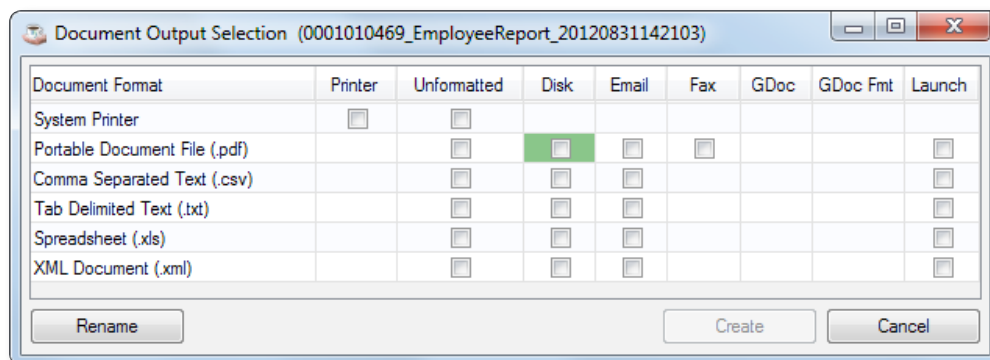 Document Output Selection (0001010469_EmployeeReport_20120831142103)
Document Format Printer Unformatted Disk Email Fax GDoc GDoc Fmt Launch
System Printer
Portable Document File (.pdf)
Comma Separated Text (.csv)
Tab Delimited Text (.txt)
Spreadsheet (.xls)
XML Document (.xml)
Rename Create Cancel